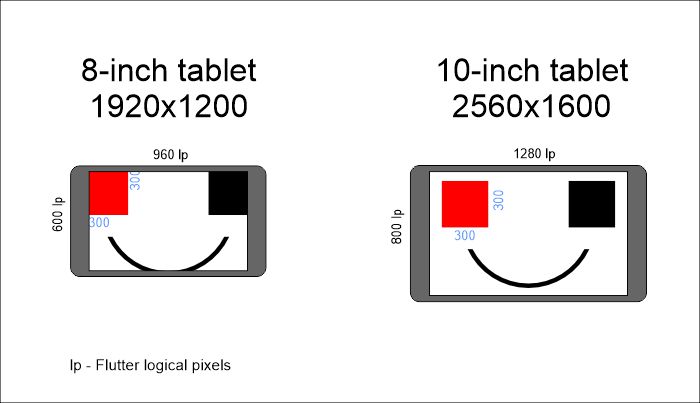 8-inch tablet
1920x1200
960 lp
600 lp
300
300
10-inch tablet
2560x1600
1280 lp
800 lp
300
300
lp - Flutter logical pixels